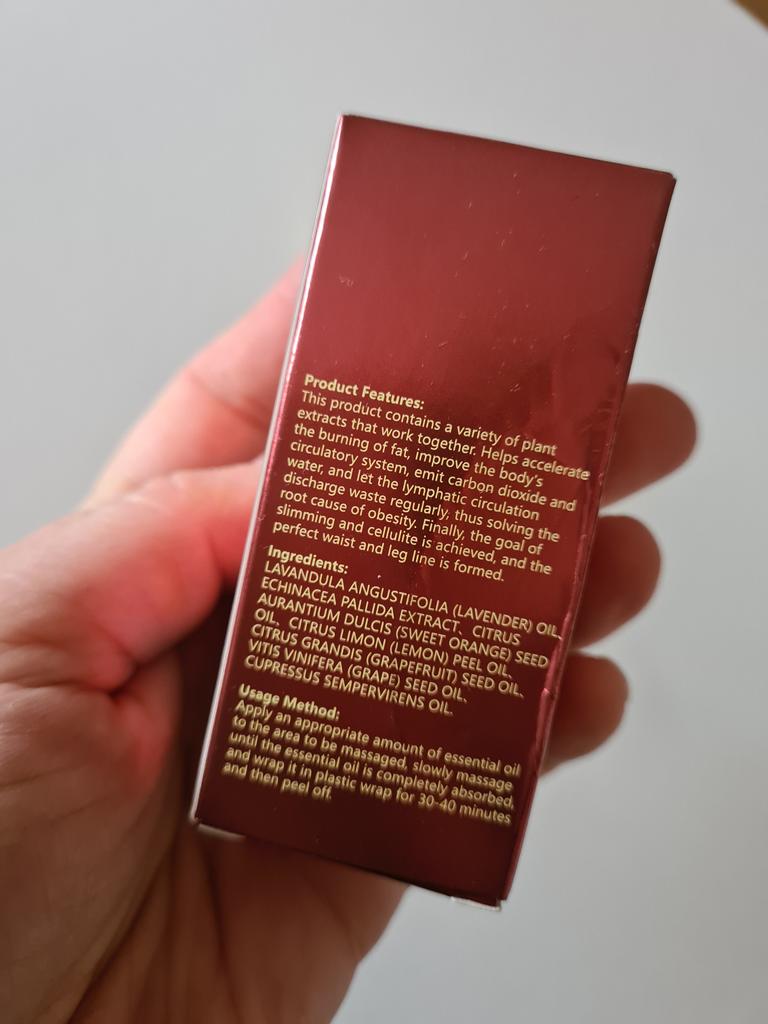 Product Features:
This product contains a variety of plant
extracts that work together. Helps accelerate
the burning of fat, improve the body's
circulatory system, emit carbon dioxide and
water, and let the lymphatic circulation
discharge waste regularly, thus solving the
root cause of obesity. Finally, the goal of
slimming and cellulite is achieved, and the
perfect waist and leg line is formed.
Ingredients:
LAVANDULA ANGUSTIFOLIA (LAVENDER) OIL、
ECHINACEA PALLIDA EXTRACT、 CITRUS
AURANTIUM DULCIS (SWEET ORANGE) SEED
OIL、 CITRUS LIMON (LEMON) PEEL OIL、
CITRUS GRANDIS (GRAPEFRUIT) SEED OIL、
VITIS VINIFERA (GRAPE) SEED OIL、
CUPRESSUS SEMPERVIRENS OIL、
Usage Method:
Apply an appropriate amount of essential oil
to the area to be massaged, slowly massage
until the essential oil is completely absorbed,
and wrap it in plastic wrap for 30-40 minutes
and then peel off.